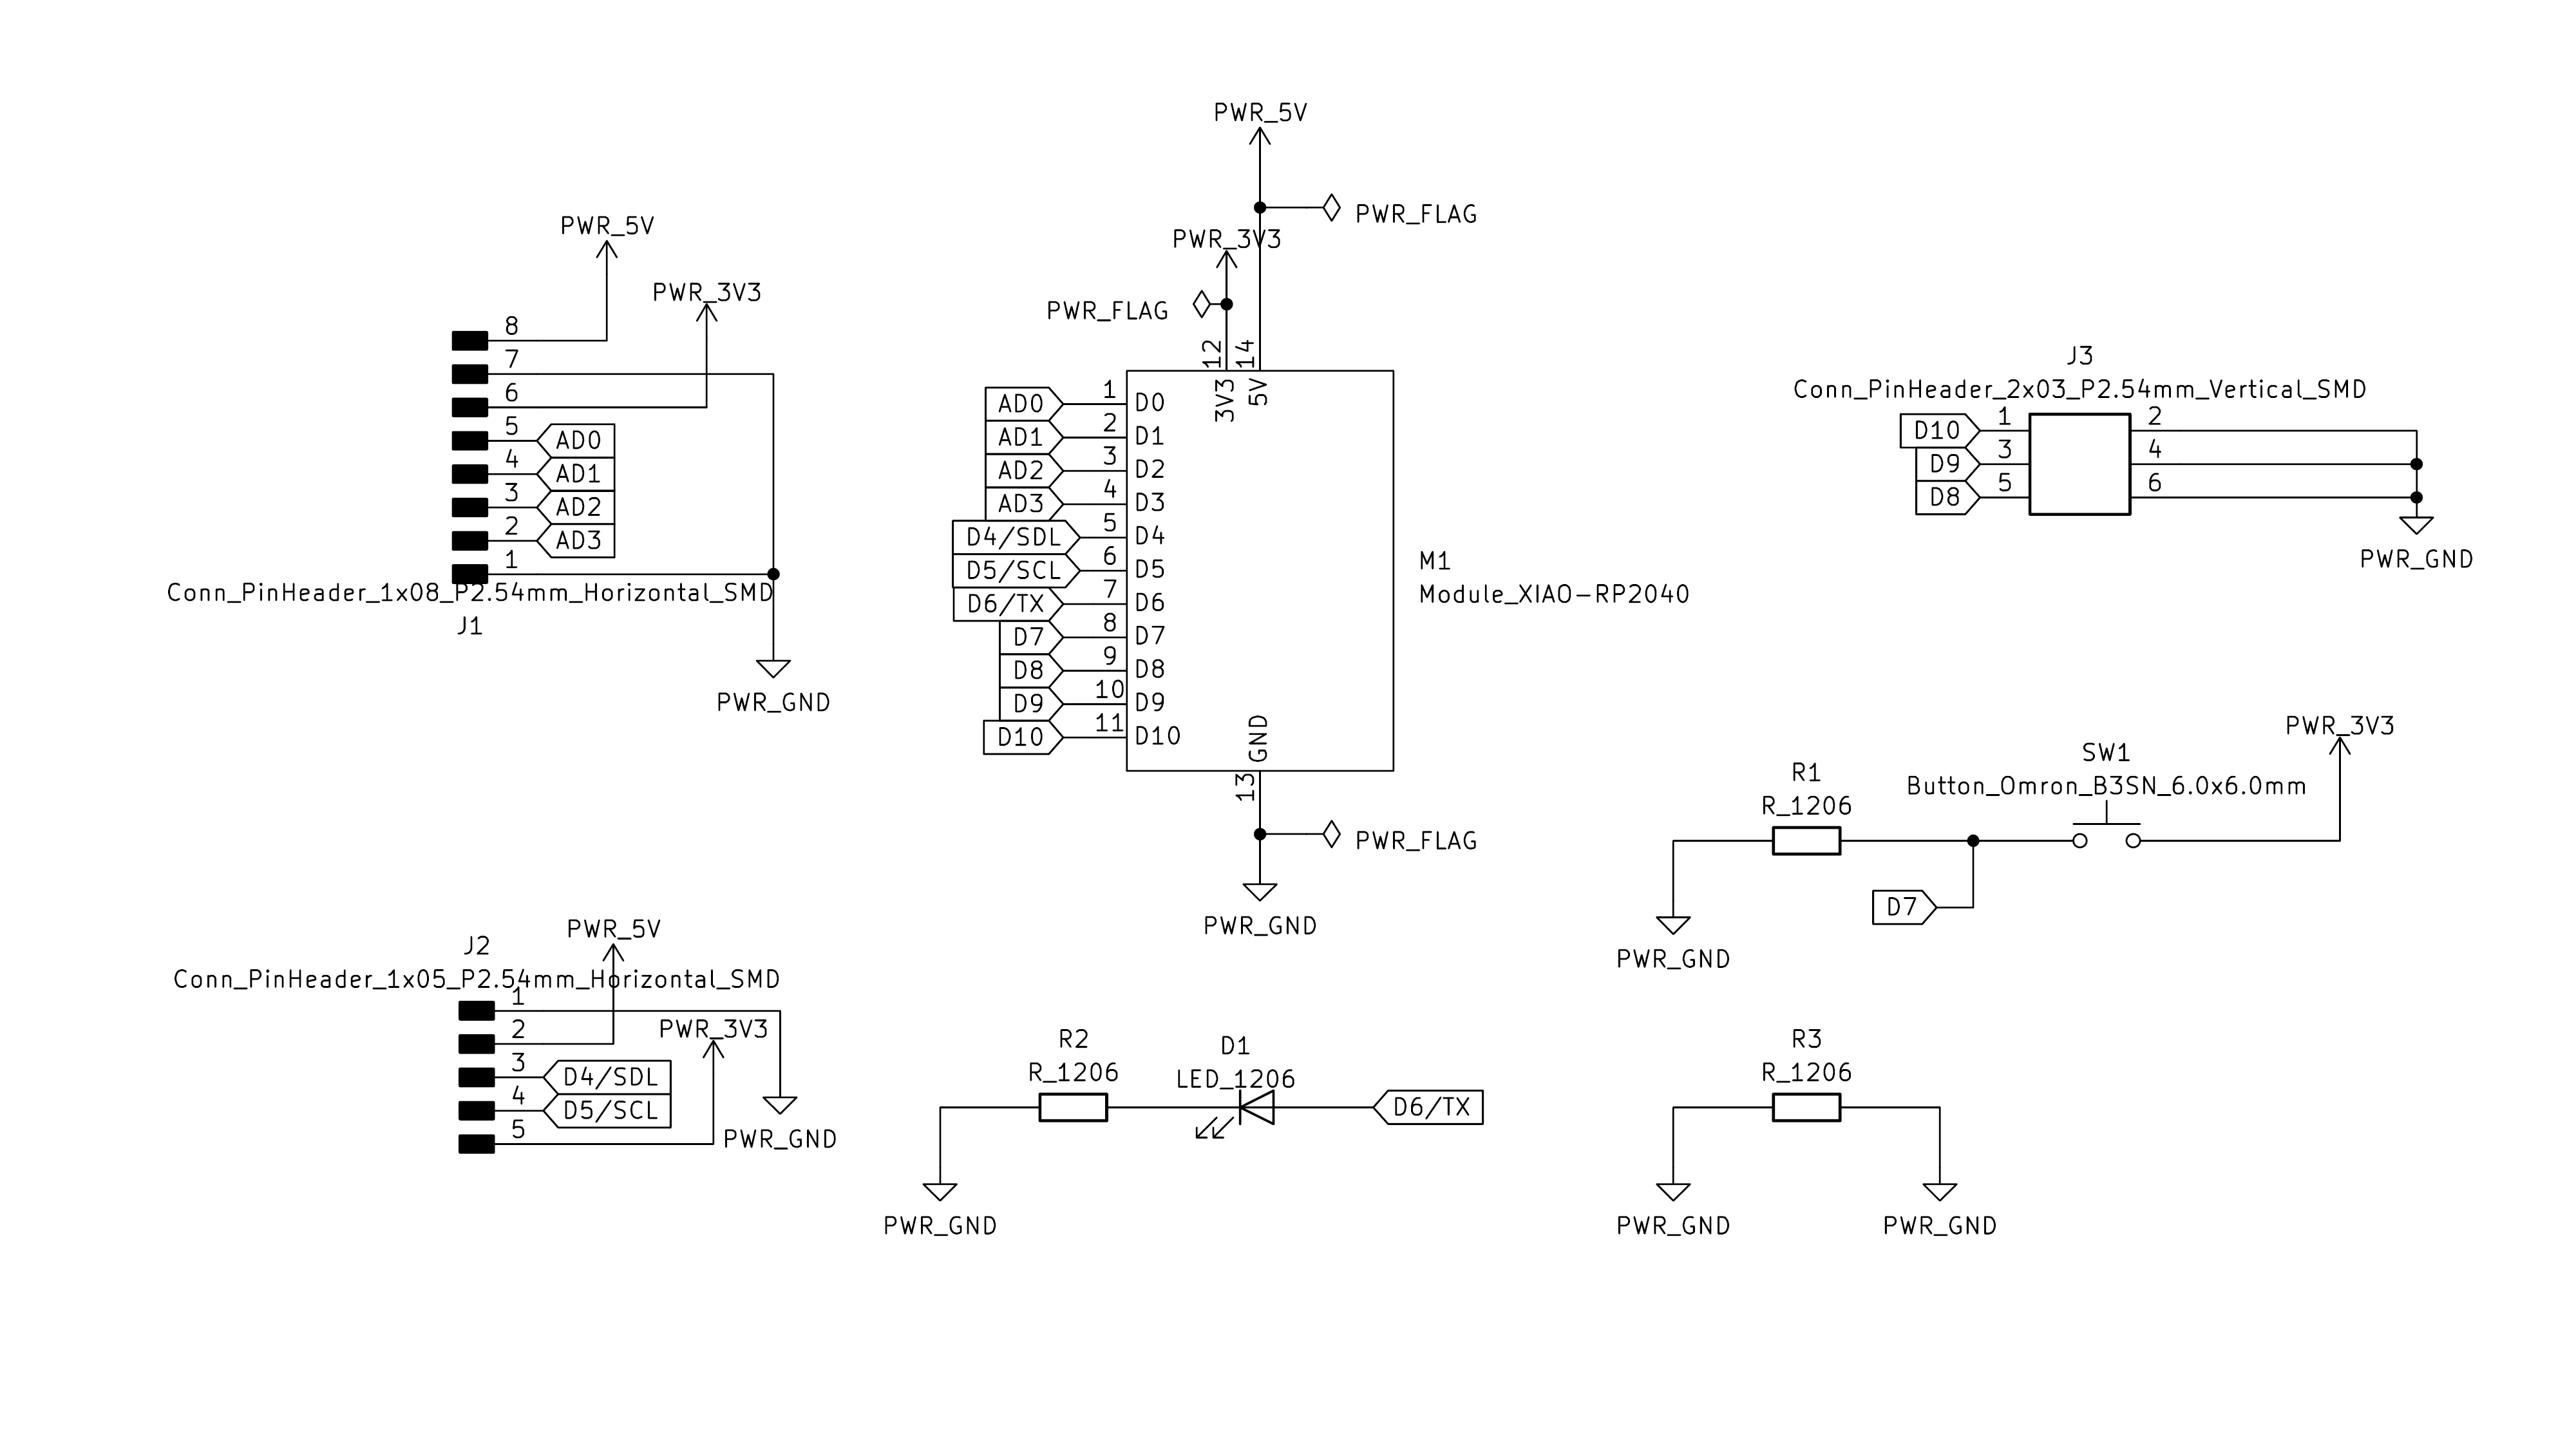 PWR_5V
PWR_3V3
8
7
6
5
AD0
4
AD1
3
AD2
2
AD3
1
Conn_PinHeader_1x08_P2.54mm_Horizontal_SMD
J1
PWR_GND
PWR_5V
PWR_FLAG
PWR_3V3
PWR_FLAG
12
14
3V3
5V
AD0
1
D0
AD1
2
D1
AD2
3
D2
AD3
4
D3
D4/SDL
5
D4
D5/SCL
6
D5
D6/TX
7
D6
D7
8
D7
D8
9
D8
D9
10
D9
D10
11
D10
GND
13
M1
Module_XIAO-RP2040
PWR_FLAG
PWR_GND
J3
Conn_PinHeader_2x03_P2.54mm_Vertical_SMD
D10
1
2
D9
3
4
D8
5
6
PWR_GND
PWR_3V3
SW1
Button_Omron_B3SN_6.0x6.0mm
R1
R_1206
D7
PWR_GND
PWR_5V
J2
Conn_PinHeader_1x05_P2.54mm_Horizontal_SMD
1
2
PWR_3V3
3
D4/SDL
4
D5/SCL
5
PWR_GND
R2
R_1206
D1
LED_1206
D6/TX
PWR_GND
R3
R_1206
PWR_GND
PWR_GND